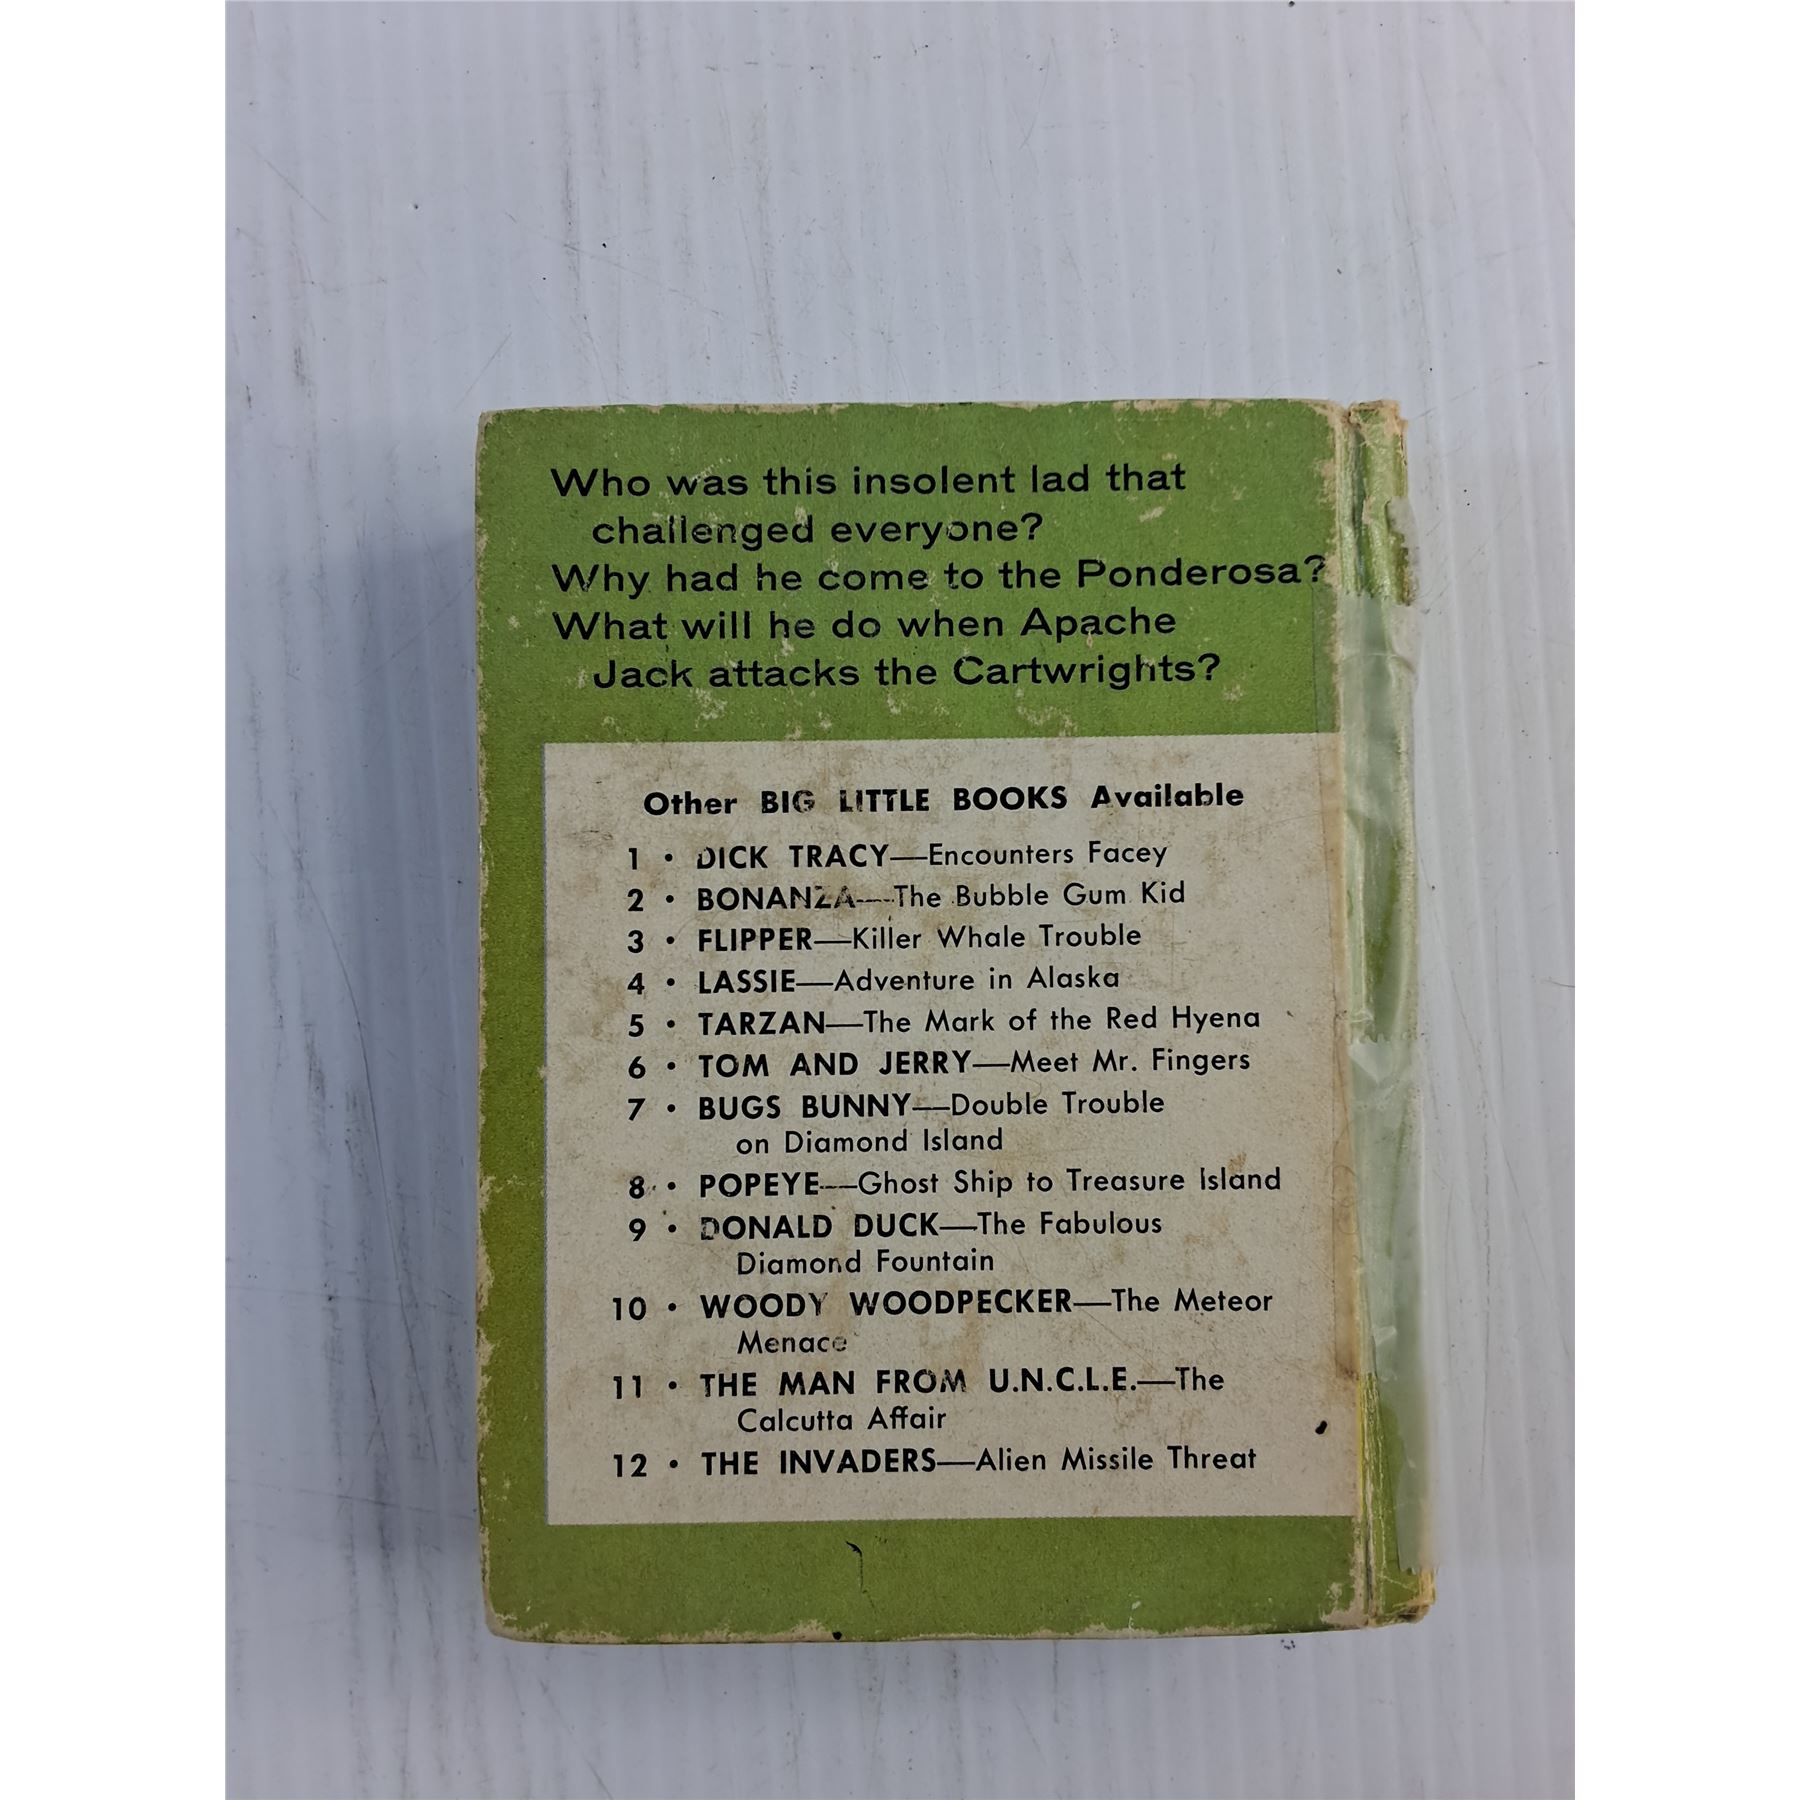 Who was this insolent lad that
challenged everyone?
Why had he come to the Ponderosa?
What will he do when Apache
Jack attacks the Cartwrights?
Other BIG LITTLE BOOKS Available
1 • DICK TRACY—Encounters Facey
2 • BONANZA—The Bubble Gum Kid
3 • FLIPPER—Killer Whale Trouble
4 • LASSIE—Adventure in Alaska
5 • TARZAN—The Mark of the Red Hyena
6 • TOM AND JERRY—Meet Mr. Fingers
7 • BUGS BUNNY—Double Trouble
on Diamond Island
8 • POPEYE—Ghost Ship to Treasure Island
9 • DONALD DUCK—The Fabulous
Diamond Fountain
10 • WOODY WOODPECKER—The Meteor
Menace
11 • THE MAN FROM U.N.C.L.E.—The
Calcutta Affair
12 • THE INVADERS—Alien Missile Threat